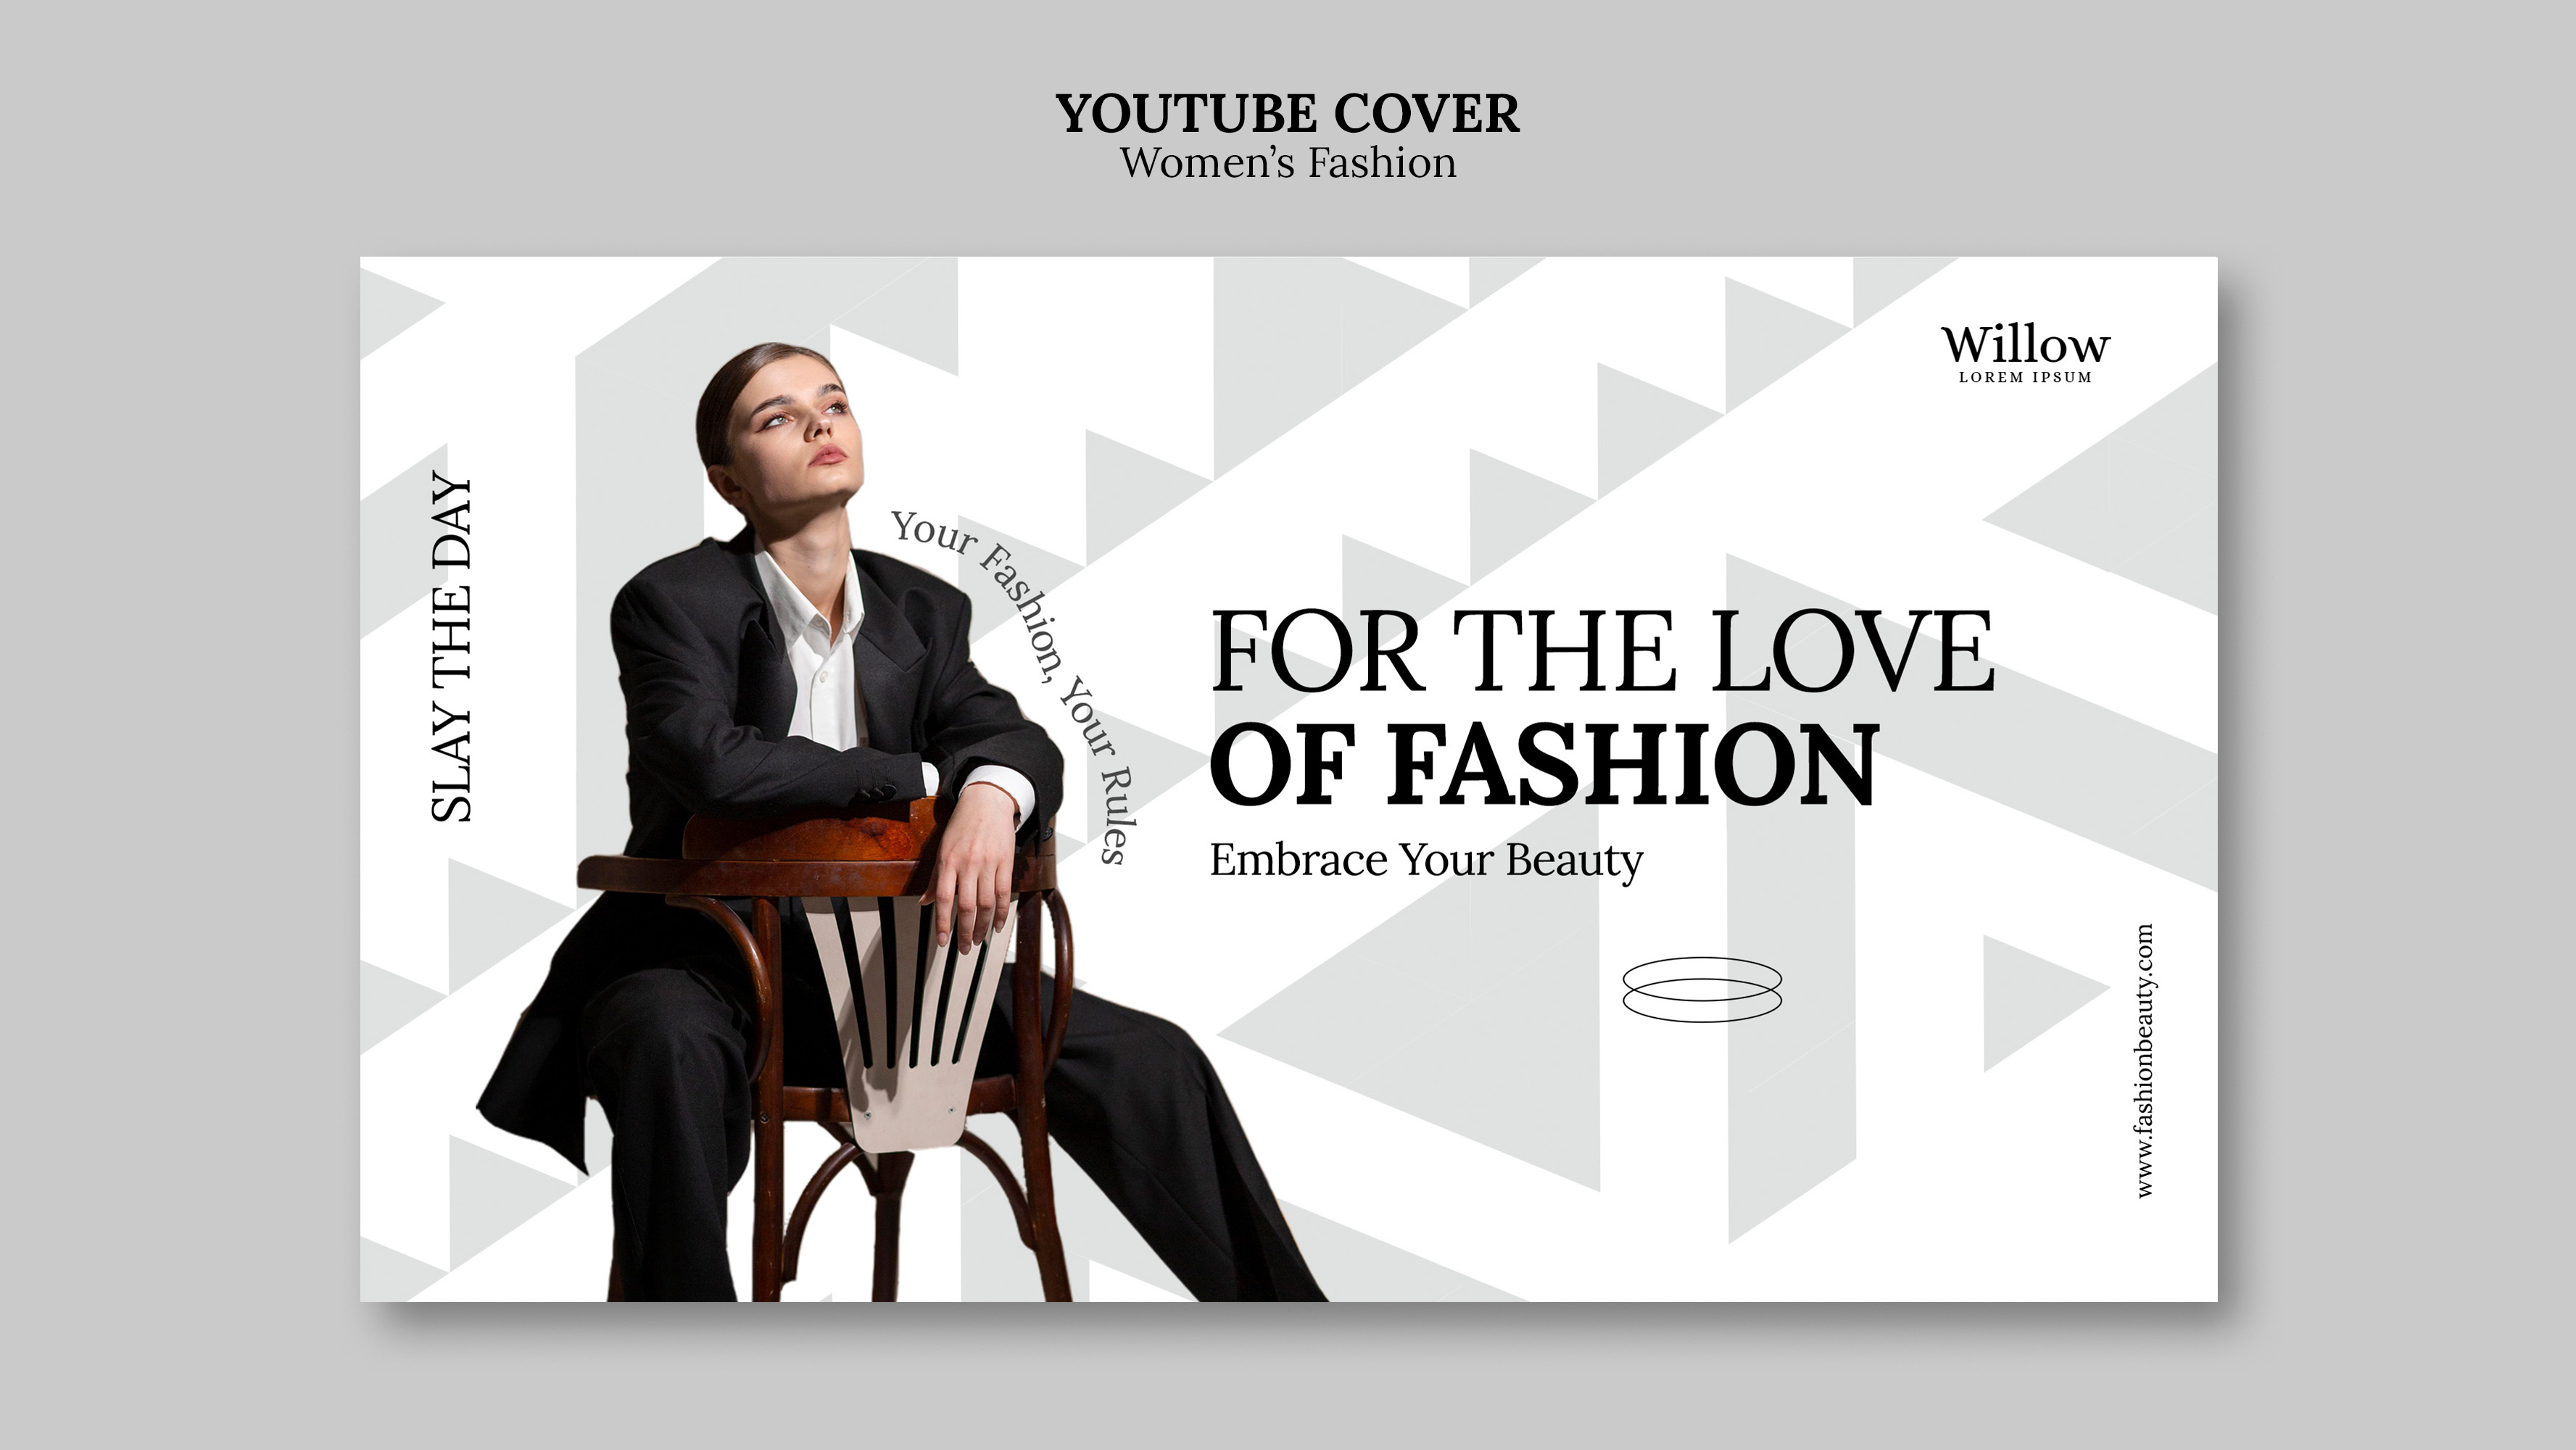 YOUTUBE COVER
Women's Fashion
Willow
LOREM IPSUM
SLAY THE DAY
Your Fashion, Your Rules
FOR THE LOVE
OF FASHION
Embrace Your Beauty
www.fashionbeauty.com